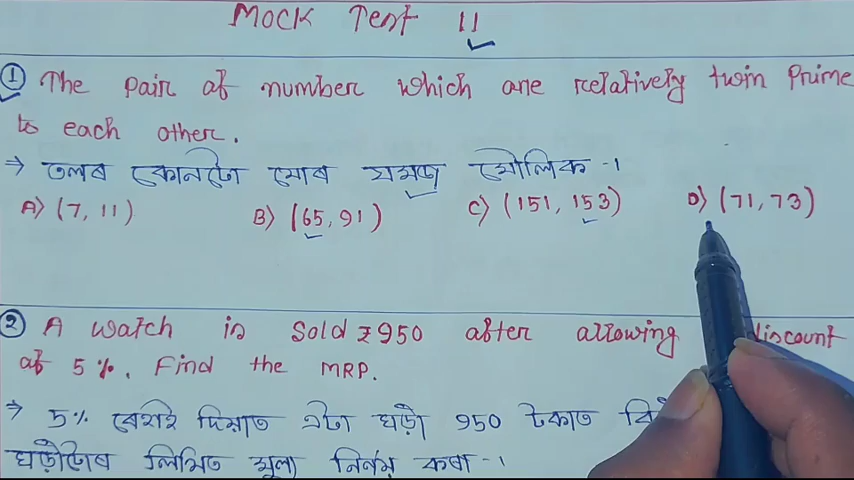 Mock Test 11
① The pair of number which are relatively twin prime
to each other.
⇒ তলৰ কোনটো যোৰ যমজ মৌলিক -।
A) (7, 11) B) (65, 91) C) (151, 153) D) (71, 73)
② A watch is sold ₹950 after allowing discount
of 5%. Find the MRP.
⇒ 5% ৰেহাই দিয়াত এটা ঘড়ী 950 টকাত
ঘড়ীটোৰ লিখিত মূল্য নিৰ্ণয় কৰা -।